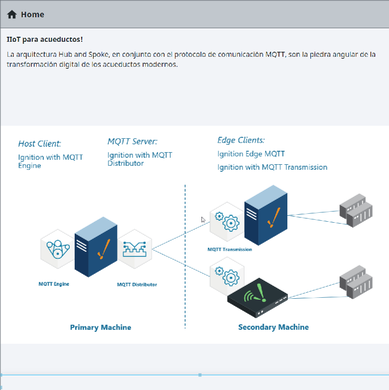 Home
IIoT para acueductos!
La arquitectura Hub and Spoke, en conjunto con el protocolo de comunicación MQTT, son la piedra angular de la
transformación digital de los acueductos modernos.
Host Client:
Ignition with MQTT
Engine
MQTT Server:
Ignition with MQTT
Distributor
Edge Clients:
Ignition Edge MQTT
Ignition with MQTT Transmission
MQTT Transmission
MQTT Engine
MQTT Distributor
Primary Machine
Secondary Machine